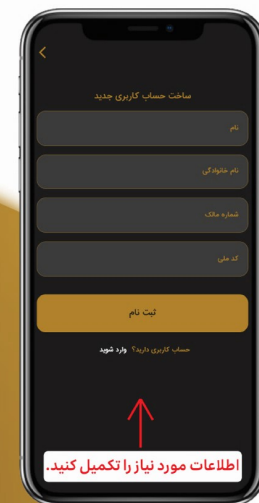 ساخت حساب کاربری جدید
نام
نام خانوادگی
شماره مالک
کد ملی
ثبت نام
حساب کاربری دارید؟ وارد شوید
اطلاعات مورد نیاز را تکمیل کنید.